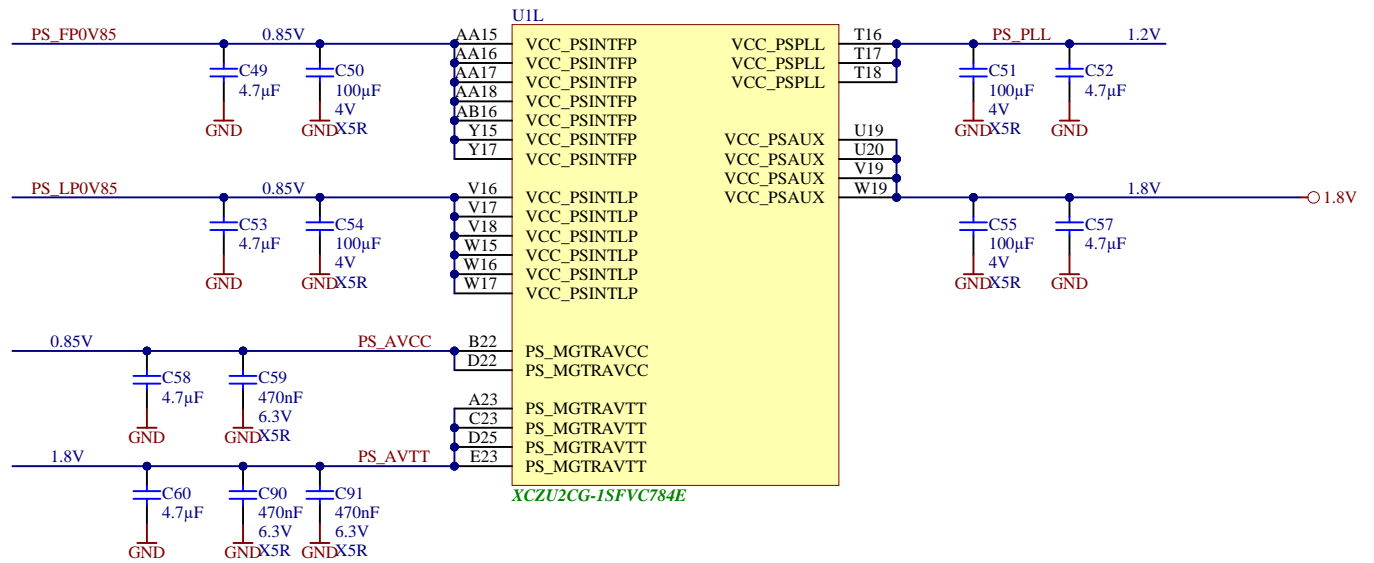 U1L
PS_FP0V85 0.85V
C49
4.7µF
GND
C50
100µF
4V
X5R
GND
AA15 VCC_PSINTFP
AA16 VCC_PSINTFP
AA17 VCC_PSINTFP
AA18 VCC_PSINTFP
AB16 VCC_PSINTFP
Y15 VCC_PSINTFP
Y17 VCC_PSINTFP
VCC_PSPLL T16
VCC_PSPLL T17
VCC_PSPLL T18
PS_PLL 1.2V
C51
100µF
4V
X5R
GND
C52
4.7µF
GND
PS_LP0V85 0.85V
C53
4.7µF
GND
C54
100µF
4V
X5R
GND
V16 VCC_PSINTLP
V17 VCC_PSINTLP
V18 VCC_PSINTLP
W15 VCC_PSINTLP
W16 VCC_PSINTLP
W17 VCC_PSINTLP
VCC_PSAUX U19
VCC_PSAUX U20
VCC_PSAUX V19
VCC_PSAUX W19
1.8V 1.8V
C55
100µF
4V
X5R
GND
C57
4.7µF
GND
0.85V PS_AVCC
C58
4.7µF
GND
C59
470nF
6.3V
X5R
GND
B22 PS_MGTRAVCC
D22 PS_MGTRAVCC
A23 PS_MGTRAVTT
C23 PS_MGTRAVTT
D25 PS_MGTRAVTT
E23 PS_MGTRAVTT
1.8V PS_AVTT
C60
4.7µF
GND
C90
470nF
6.3V
X5R
GND
C91
470nF
6.3V
X5R
GND
XCZU2CG-1SFVC784E